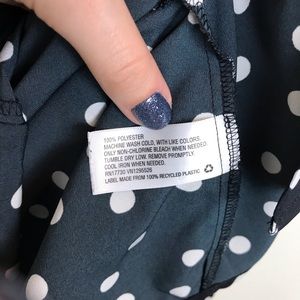 100% POLYESTER
MACHINE WASH COLD, WITH LIKE COLORS.
ONLY NON-CHLORINE BLEACH WHEN NEEDED.
TUMBLE DRY LOW. REMOVE PROMPTLY.
COOL IRON WHEN NEEDED.
RN17730 VN1295526
LABEL MADE FROM 100% RECYCLED PLASTIC